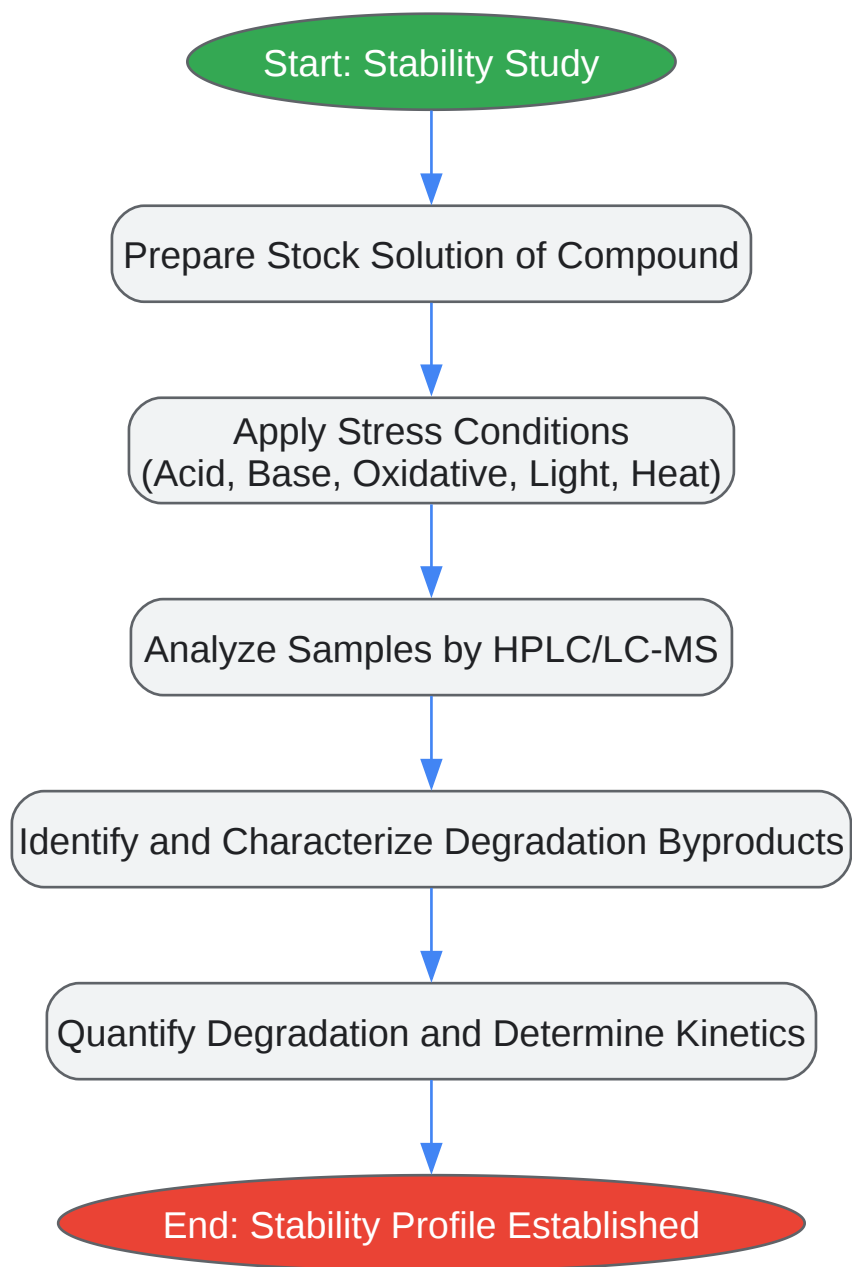 Start: Stability Study
Prepare Stock Solution of Compound
Apply Stress Conditions
(Acid, Base, Oxidative, Light, Heat)
Analyze Samples by HPLC/LC-MS
Identify and Characterize Degradation Byproducts
Quantify Degradation and Determine Kinetics
End: Stability Profile Established